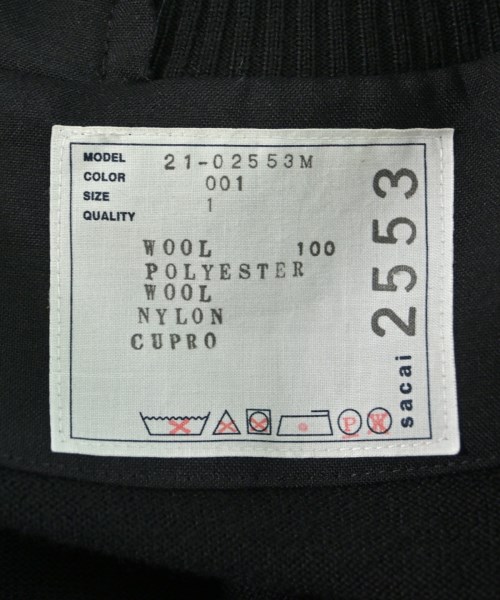 MODEL 21-02553M
COLOR 001
SIZE 1
QUALITY
WOOL 100
POLYESTER
WOOL
NYLON
CUPRO
P W
sacai 2553